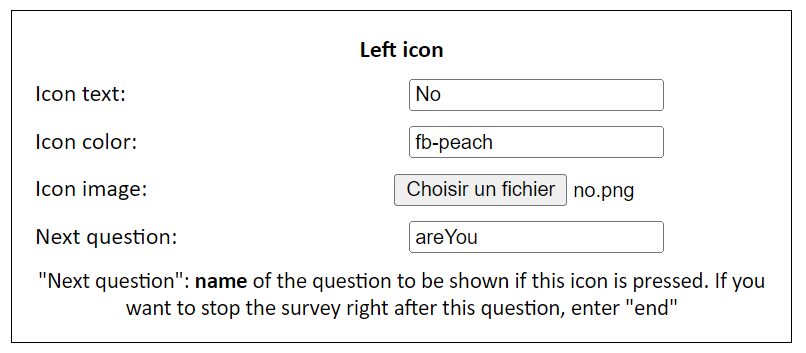 Left icon
Icon text: No
Icon color: fb-peach
Icon image: Choisir un fichier no.png
Next question: areYou
"Next question": name of the question to be shown if this icon is pressed. If you
want to stop the survey right after this question, enter "end"